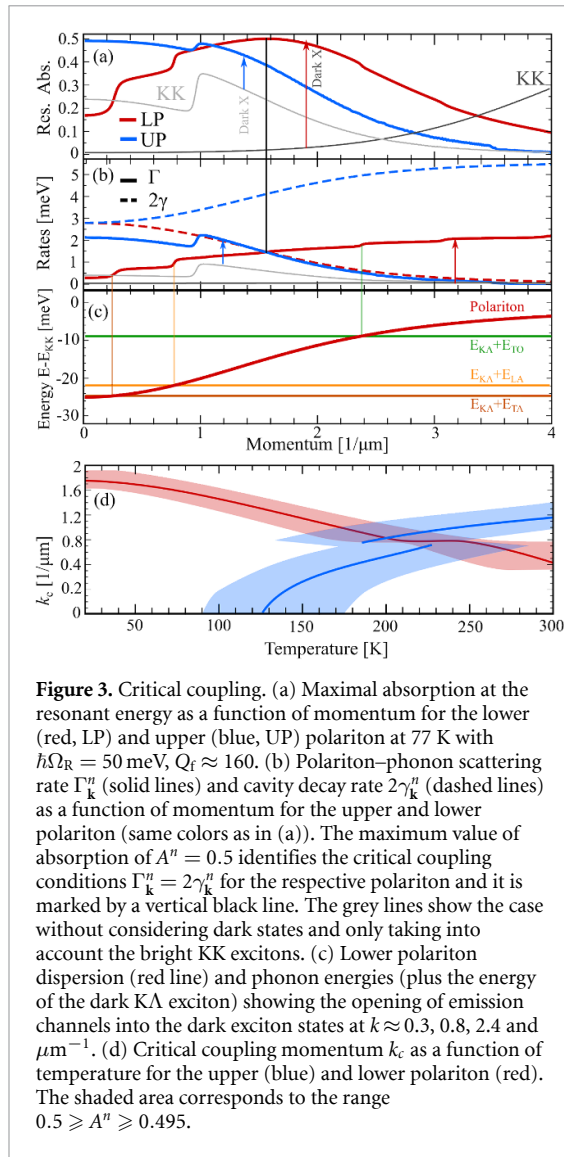 0.5
0.4
0.3
0.2
0.1
0
Res. Abs.
(a)
KK
LP
UP
Dark X
Dark X
KK
5
4
3
2
1
0
Rates [meV]
(b)
Γ
2γ
-10
-20
-30
Energy E-E_KK [meV]
(c)
Polariton
E_KΛ+E_TO
E_KΛ+E_LA
E_KΛ+E_TA
0 1 2 3 4
Momentum [1/μm]
2
1.6
1.2
0.8
0.4
0
k_c [1/μm]
(d)
50 100 150 200 250 300
Temperature [K]
Figure 3. Critical coupling. (a) Maximal absorption at the
resonant energy as a function of momentum for the lower
(red, LP) and upper (blue, UP) polariton at 77 K with
ℏΩ_R = 50 meV, Q_f ≈ 160. (b) Polariton–phonon scattering
rate Γ^n_k (solid lines) and cavity decay rate 2γ^n_k (dashed lines)
as a function of momentum for the upper and lower
polariton (same colors as in (a)). The maximum value of
absorption of A^n = 0.5 identifies the critical coupling
conditions Γ^n_k = 2γ^n_k for the respective polariton and it is
marked by a vertical black line. The grey lines show the case
without considering dark states and only taking into
account the bright KK excitons. (c) Lower polariton
dispersion (red line) and phonon energies (plus the energy
of the dark KΛ exciton) showing the opening of emission
channels into the dark exciton states at k ≈ 0.3, 0.8, 2.4 and
μm⁻¹. (d) Critical coupling momentum k_c as a function of
temperature for the upper (blue) and lower polariton (red).
The shaded area corresponds to the range
0.5 ⩾ A^n ⩾ 0.495.